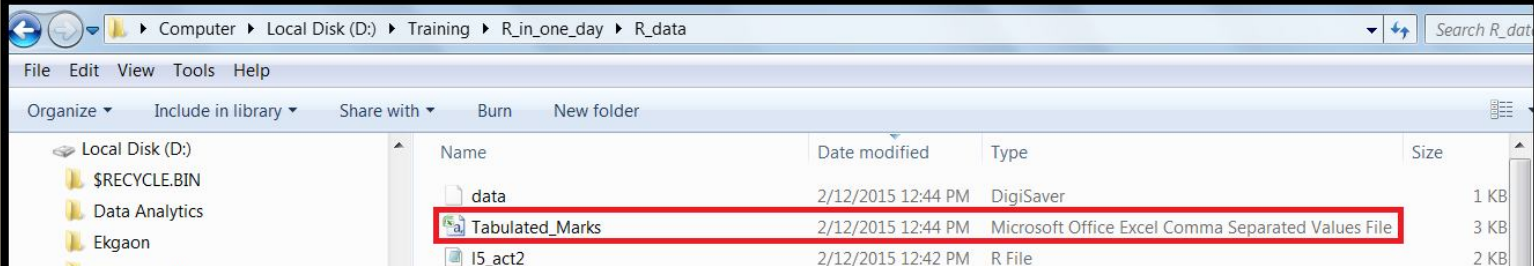 Computer Local Disk (D:) Training R_in_one_day R_data Search R_dat
File Edit View Tools Help
Organize Include in library Share with Burn New folder
Local Disk (D:) Name Date modified Type Size
$RECYCLE.BIN data 2/12/2015 12:44 PM DigiSaver 1 KB
Data Analytics Tabulated_Marks 2/12/2015 12:44 PM Microsoft Office Excel Comma Separated Values File 3 KB
Ekgaon l5_act2 2/12/2015 12:42 PM R File 2 KB